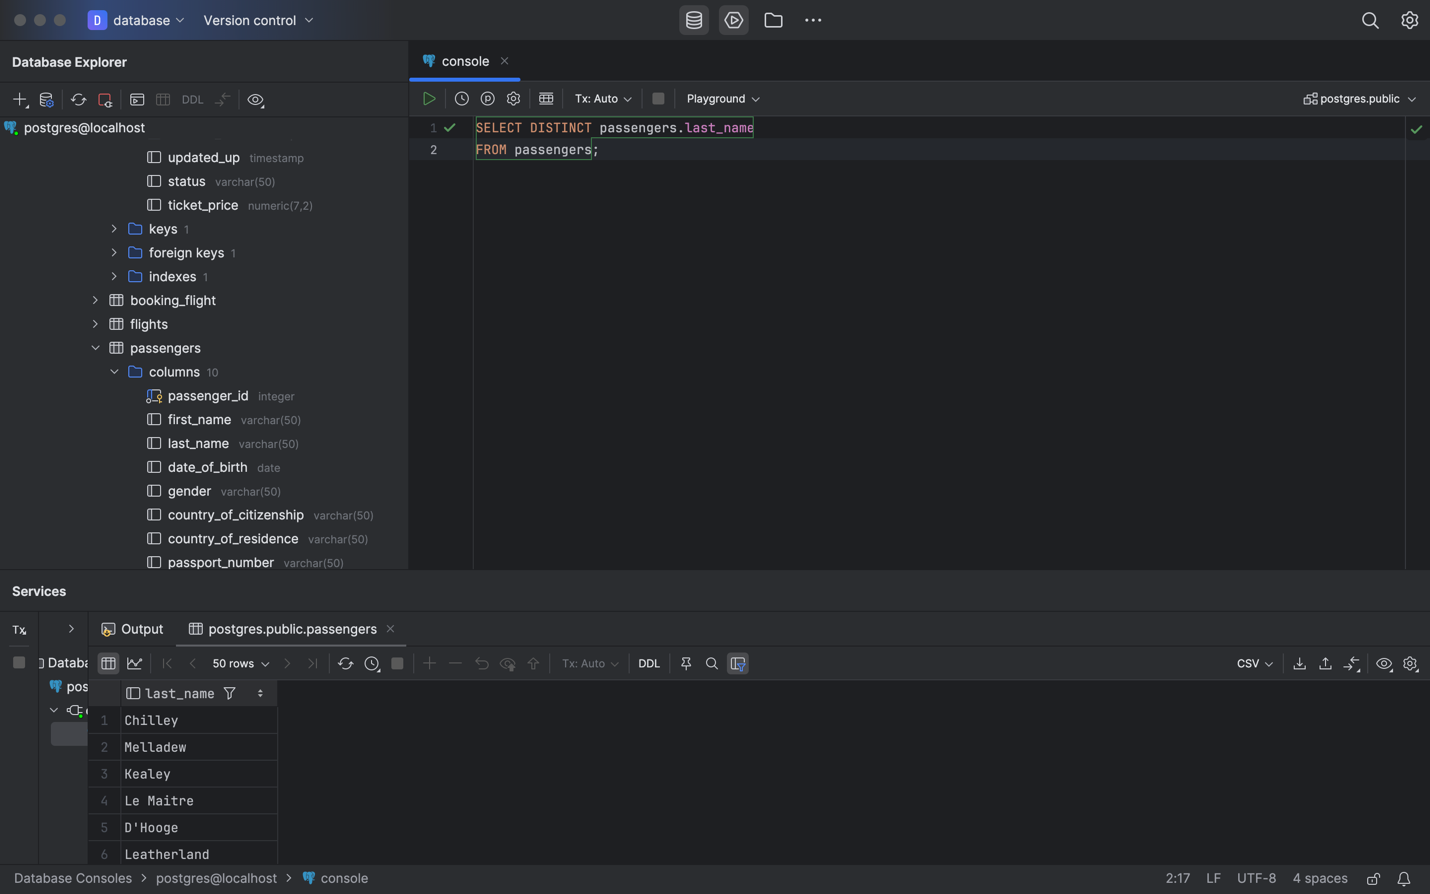 D database Version control
Database Explorer
console
DDL
Tx: Auto
Playground
postgres.public
postgres@localhost
1 SELECT DISTINCT passengers.last_name
2 FROM passengers;
updated_up timestamp
status varchar(50)
ticket_price numeric(7,2)
keys 1
foreign keys 1
indexes 1
booking_flight
flights
passengers
columns 10
passenger_id integer
first_name varchar(50)
last_name varchar(50)
date_of_birth date
gender varchar(50)
country_of_citizenship varchar(50)
country_of_residence varchar(50)
passport_number varchar(50)
Services
Tx
Output
postgres.public.passengers
Databa
pos
50 rows
Tx: Auto
DDL
CSV
last_name
1 Chilley
2 Melladew
3 Kealey
4 Le Maitre
5 D'Hooge
6 Leatherland
Database Consoles > postgres@localhost > console
2:17 LF UTF-8 4 spaces